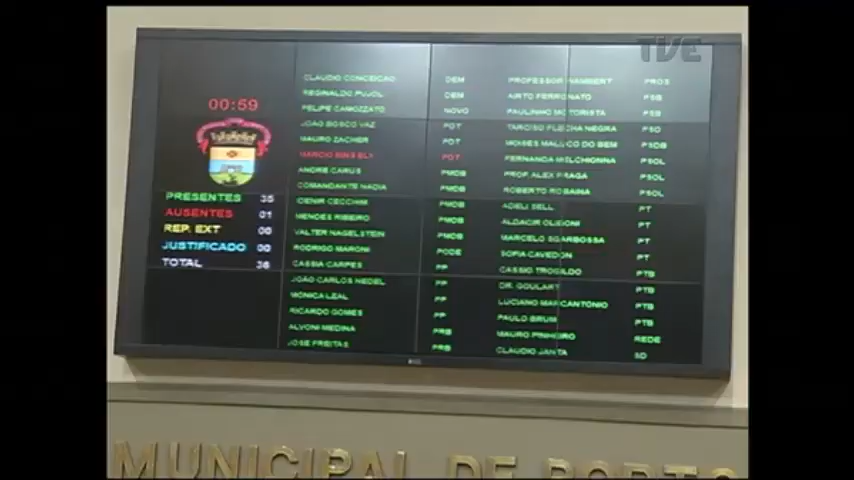 TVE
00:59
PRESENTES 35
AUSENTES 01
REP. EXT 00
JUSTIFICADO 00
TOTAL 36
CLAUDIO CONCEICAO DEM
REGINALDO PUJOL DEM
FELIPE CAMOZZATO NOVO
JOAO BOSCO VAZ PDT
MAURO ZACHER PDT
MARCIO BINS ELY PDT
ANDRE CARUS PMDB
COMANDANTE NADIA PMDB
IDENIR CECCHIM PMDB
MENDES RIBEIRO PMDB
VALTER NAGELSTEIN PMDB
RODRIGO MARONI PODE
CASSIA CARPES PP
JOAO CARLOS NEDEL PP
MONICA LEAL PP
RICARDO GOMES PP
ALVONI MEDINA PRB
JOSE FREITAS PRB
PROFESSOR WAMBERT PROS
AIRTO FERRONATO PSB
PAULINHO MOTORISTA PSB
TARCISO FLECHA NEGRA PSD
MOISES MALUCO DO BEM PSDB
FERNANDA MELCHIONNA PSOL
PROF. ALEX FRAGA PSOL
ROBERTO ROBAINA PSOL
ADELI SELL PT
ALDACIR OLIBONI PT
MARCELO SGARBOSSA PT
SOFIA CAVEDON PT
CASSIO TROGILDO PTB
DR. GOULART PTB
LUCIANO MARCANTONIO PTB
PAULO BRUM PTB
MAURO PINHEIRO REDE
CLAUDIO JANTA SD
MUNICIPAL DE PORTO